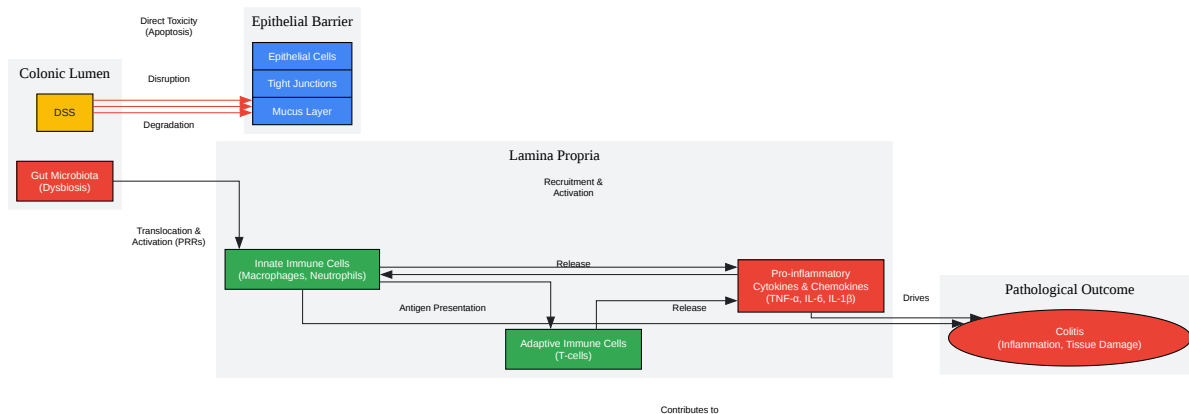 Direct Toxicity
(Apoptosis)
Epithelial Barrier
Epithelial Cells
Tight Junctions
Mucus Layer
Colonic Lumen
Disruption
DSS
Degradation
Gut Microbiota
(Dysbiosis)
Lamina Propria
Recruitment &
Activation
Translocation &
Activation (PRRs)
Innate Immune Cells
(Macrophages, Neutrophils)
Release
Pro-inflammatory
Cytokines & Chemokines
(TNF-α, IL-6, IL-1β)
Antigen Presentation
Release
Adaptive Immune Cells
(T-cells)
Drives
Pathological Outcome
Colitis
(Inflammation, Tissue Damage)
Contributes to